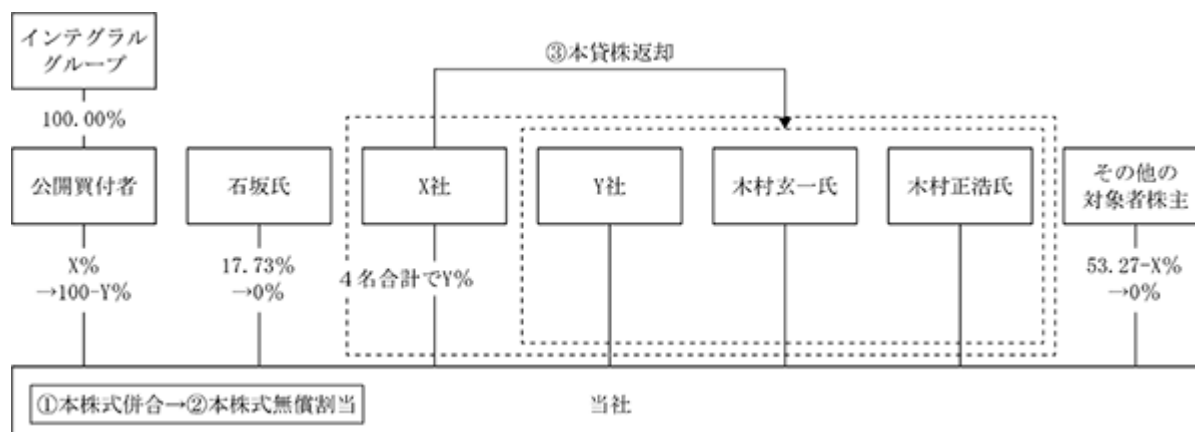 インテグラル
グループ
③本貸株返却
100.00%
公開買付者
石坂氏
X社
Y社
木村玄一氏
木村正浩氏
その他の
対象者株主
X%
→100-Y%
17.73%
→0%
４名合計でY%
53.27-X%
→0%
①本株式併合→②本株式無償割当
当社